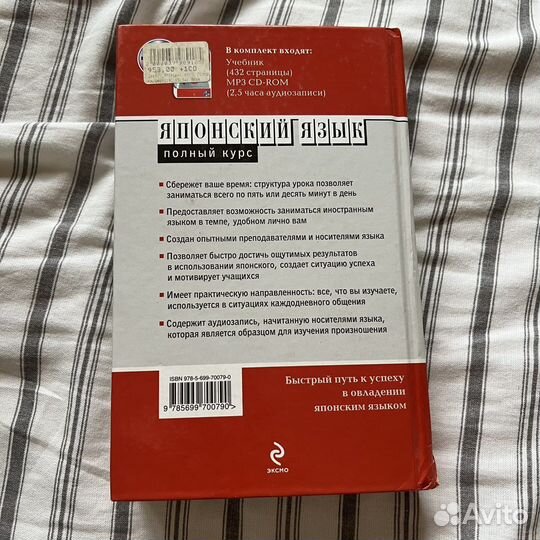 В комплект входят:
Учебник
(432 страницы)
MP3 CD-ROM
(2,5 часа аудиозаписи)
ЯПОНСКИЙ ЯЗЫК
ПОЛНЫЙ КУРС
Сбережет ваше время: структура урока позволяет
заниматься всего по пять или десять минут в день
Предоставляет возможность заниматься иностранным
языком в темпе, удобном лично вам
Создан опытными преподавателями и носителями языка
Позволяет быстро достичь ощутимых результатов
в использовании японского, создает ситуацию успеха
и мотивирует учащихся
Имеет практическую направленность: все, что вы изучаете,
используется в ситуациях каждодневного общения
Содержит аудиозапись, начитанную носителями языка,
которая является образцом для изучения произношения
ISBN 978-5-699-70079-0
9 785699 700790 >
Быстрый путь к успеху
в овладении
японским языком
ЭКСМО
Avito